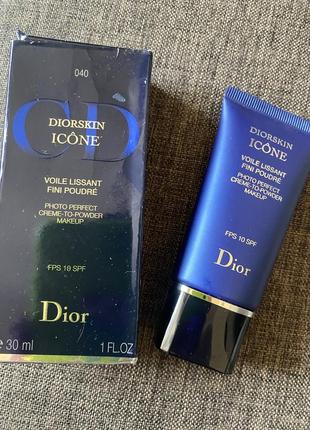 040
CD
DIORSKIN
ICÔNE
VOILE LISSANT
FINI POUDRÉ
PHOTO PERFECT
CREME-TO-POWDER
MAKEUP
FPS 10 SPF
Dior
e 30 ml 1 FL.OZ
DIORSKIN
ICÔNE
VOILE LISSANT
FINI POUDRÉ
PHOTO PERFECT
CREME-TO-POWDER
MAKEUP
FPS 10 SPF
Dior